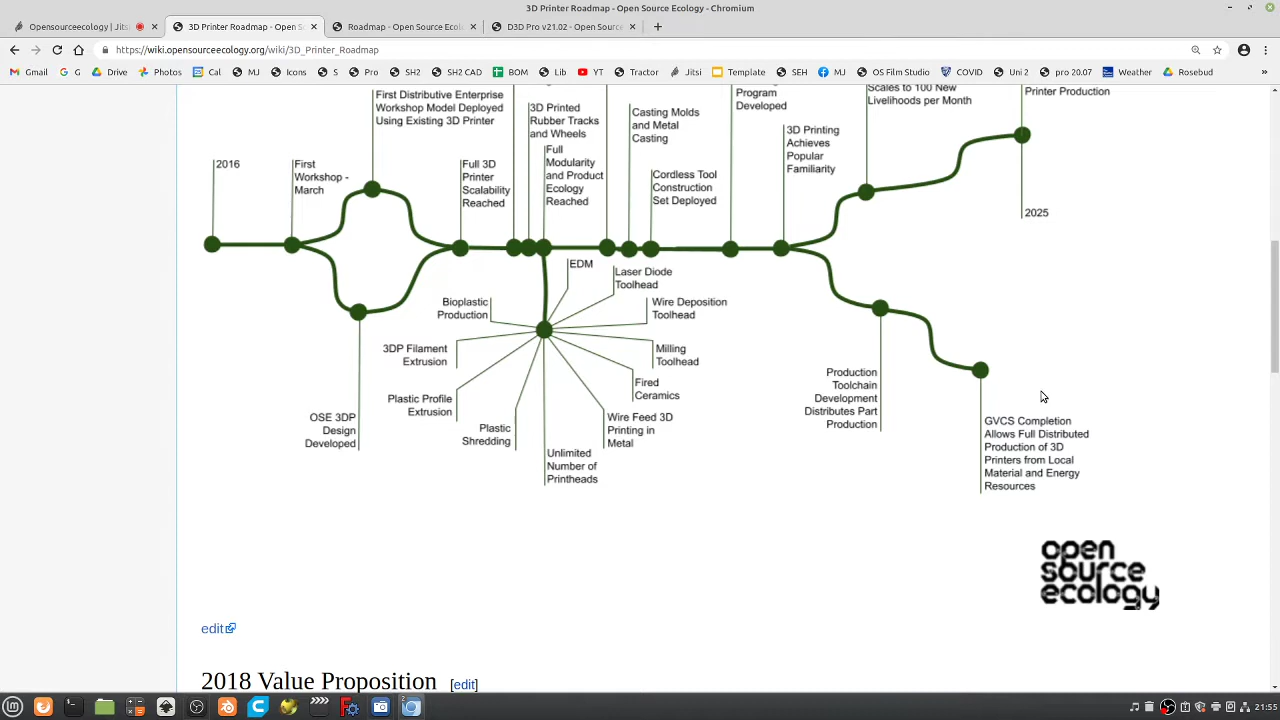 3D Printer Roadmap - Open Source Ecology - Chromium
Opensourceecology | Jits
3D Printer Roadmap - Open S
Roadmap - Open Source Ecol
D3D Pro v21.02 - Open Source
https://wiki.opensourceecology.org/wiki/3D_Printer_Roadmap
Gmail G Drive Photos Cal MJ Icons S Pro SH2 SH2 CAD BOM Lib YT Tractor Jitsi Template SEH MJ OS Film Studio COVID Uni 2 pro 20.07 Weather Rosebud
First Distributive Enterprise
Workshop Model Deployed
Using Existing 3D Printer
3D Printed
Rubber Tracks
and Wheels
Casting Molds
and Metal
Casting
Program
Developed
Scales to 100 New
Livelihoods per Month
Printer Production
2016
First
Workshop -
March
Full 3D
Printer
Scalability
Reached
Full
Modularity
and Product
Ecology
Reached
Cordless Tool
Construction
Set Deployed
3D Printing
Achieves
Popular
Familiarity
2025
EDM
Laser Diode
Toolhead
Bioplastic
Production
Wire Deposition
Toolhead
3DP Filament
Extrusion
Milling
Toolhead
Fired
Ceramics
Plastic Profile
Extrusion
Wire Feed 3D
Printing in
Metal
Plastic
Shredding
Unlimited
Number of
Printheads
OSE 3DP
Design
Developed
Production
Toolchain
Development
Distributes Part
Production
GVCS Completion
Allows Full Distributed
Production of 3D
Printers from Local
Material and Energy
Resources
open
source
ecology
edit
2018 Value Proposition [edit]
21:55